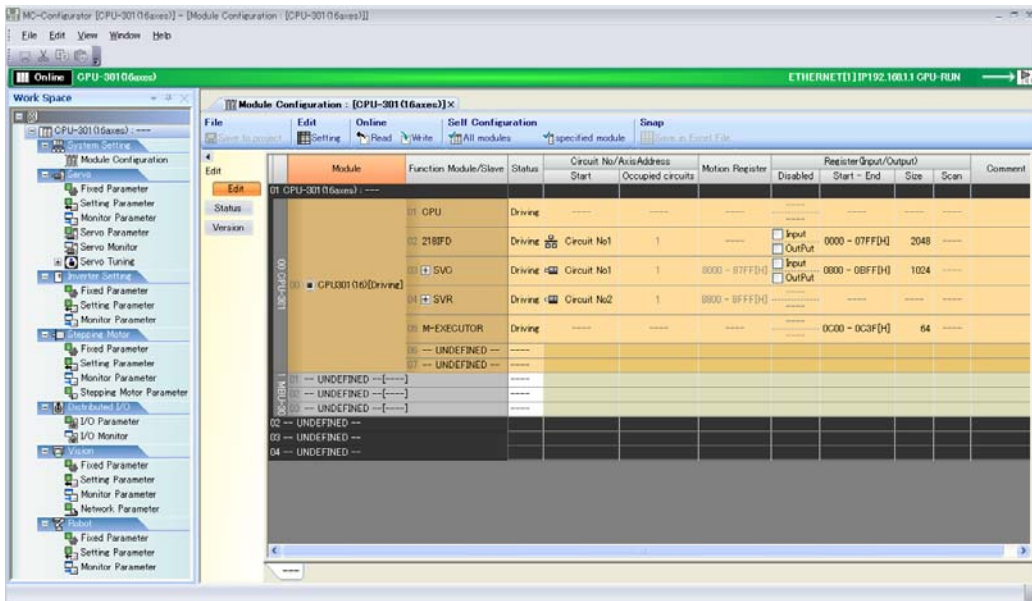 MC-Configurator [CPU-301(16axes)] - [Module Configuration : [CPU-301(16axes)]]
File Edit View Window Help
Online CPU-301(16axes) ETHERNET[1] IP192.168.1.1 CPU-RUN
Work Space
Module Configuration : [CPU-301(16axes)]
File Edit Online Self Configuration Snap
Save to project Setting Read Write All modules specified module Save in Excel File
CPU-301(16axes) : ----
System Setting
Module Configuration
Servo
Fixed Parameter
Setting Parameter
Monitor Parameter
Servo Parameter
Servo Monitor
Servo Tuning
Inverter Setting
Fixed Parameter
Setting Parameter
Monitor Parameter
Stepping Motor
Fixed Parameter
Setting Parameter
Monitor Parameter
Stepping Motor Parameter
Distributed I/O
I/O Parameter
I/O Monitor
Vision
Fixed Parameter
Setting Parameter
Monitor Parameter
Network Parameter
Robot
Fixed Parameter
Setting Parameter
Monitor Parameter
Edit
Edit
Status
Version
Module Function Module/Slave Status Circuit No/AxisAddress Motion Register Register(Input/Output) Comment
Start Occupied circuits Disabled Start - End Size Scan
01 CPU-301(16axes) : ----
00 CPU-301
00 CPU301(16)[Driving]
01 CPU Driving ---- ---- ---- ---- ---- ---- ----
02 218IFD Driving Circuit No1 1 ---- Input OutPut 0000 - 07FF[H] 2048 ----
03 SVC Driving Circuit No1 1 8000 - 87FF[H] Input OutPut 0800 - 0BFF[H] 1024 ----
04 SVR Driving Circuit No2 1 8800 - 8FFF[H] ---- ---- ---- ----
05 M-EXECUTOR Driving ---- ---- ---- ---- 0C00 - 0C3F[H] 64 ----
06 -- UNDEFINED -- ----
07 -- UNDEFINED -- ----
01 -- UNDEFINED --[----] ----
02 -- UNDEFINED --[----] ----
03 -- UNDEFINED --[----] ----
02 -- UNDEFINED --
03 -- UNDEFINED --
04 -- UNDEFINED --
----